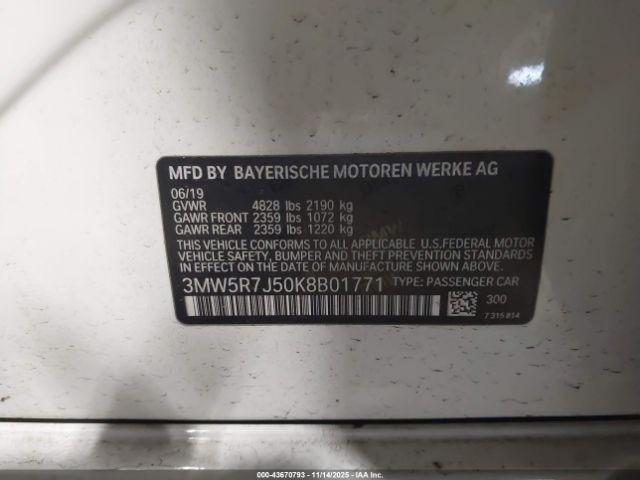 MFD BY BAYERISCHE MOTOREN WERKE AG
06/19
GVWR 4828 lbs 2190 kg
GAWR FRONT 2359 lbs 1072 kg
GAWR REAR 2359 lbs 1220 kg
THIS VEHICLE CONFORMS TO ALL APPLICABLE U.S.FEDERAL MOTOR
VEHICLE SAFETY, BUMPER, AND THEFT PREVENTION STANDARDS
IN EFFECT ON THE DATE OF MANUFACTURE SHOWN ABOVE.
3MW5R7J50K8B01771 TYPE: PASSENGER CAR
300
7 315 814
000-43670793 - 11/14/2025 - IAA Inc.